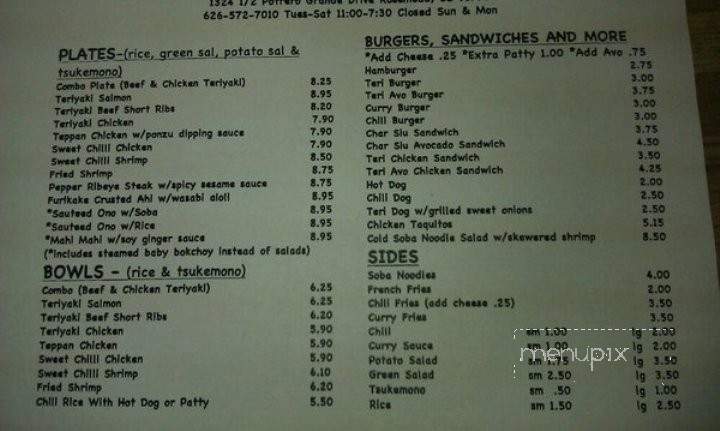 1324 1/2 Potrero Grande Drive Rosemead,
626-572-7010 Tues-Sat 11:00-7:30 Closed Sun & Mon
PLATES-(rice, green sal, potato sal &
tsukemono)
Combo Plate (Beef & Chicken Teriyaki) 8.25
Teriyaki Salmon 8.95
Teriyaki Beef Short Ribs 8.20
Teriyaki Chicken 7.90
Teppan Chicken w/ponzu dipping sauce 7.90
Sweet Chilli Chicken 7.90
Sweet Chilli Shrimp 8.50
Fried Shrimp 8.75
Pepper Ribeye Steak w/spicy sesame sauce 8.75
Furikake Crusted Ahi w/wasabi aioli 8.95
*Sauteed Ono w/Soba 8.95
*Sauteed Ono w/Rice 8.95
*Mahi Mahi w/soy ginger sauce 8.95
(*includes steamed baby bokchoy instead of salads)
BOWLS - (rice & tsukemono)
Combo (Beef & Chicken Teriyaki) 6.25
Teriyaki Salmon 6.25
Teriyaki Beef Short Ribs 6.20
Teriyaki Chicken 5.90
Teppan Chicken 5.90
Sweet Chilli Chicken 5.90
Sweet Chilli Shrimp 6.10
Fried Shrimp 6.20
Chili Rice With Hot Dog or Patty 5.50
BURGERS, SANDWICHES AND MORE
*Add Cheese .25 *Extra Patty 1.00 *Add Avo .75
Hamburger 2.75
Teri Burger 3.00
Teri Avo Burger 3.75
Curry Burger 3.00
Chili Burger 3.00
Char Siu Sandwich 3.75
Char Siu Avocado Sandwich 4.50
Teri Chicken Sandwich 3.50
Teri Avo Chicken Sandwich 4.25
Hot Dog 2.00
Chili Dog 2.50
Teri Dog w/grilled sweet onions 2.50
Chicken Taquitos 5.15
Cold Soba Noodle Salad w/skewered shrimp 8.50
SIDES
Soba Noodles 4.00
French Fries 2.00
Chili Fries (add cheese .25) 3.50
Curry Fries 3.50
Chili sm 1.00 lg 2.00
Curry Sauce sm 1.00 lg 2.00
Potato Salad sm 1.75 lg 3.50
Green Salad sm 2.50 lg 3.50
Tsukemono sm .50 lg 1.00
Rice sm 1.50 lg 2.50
menupix